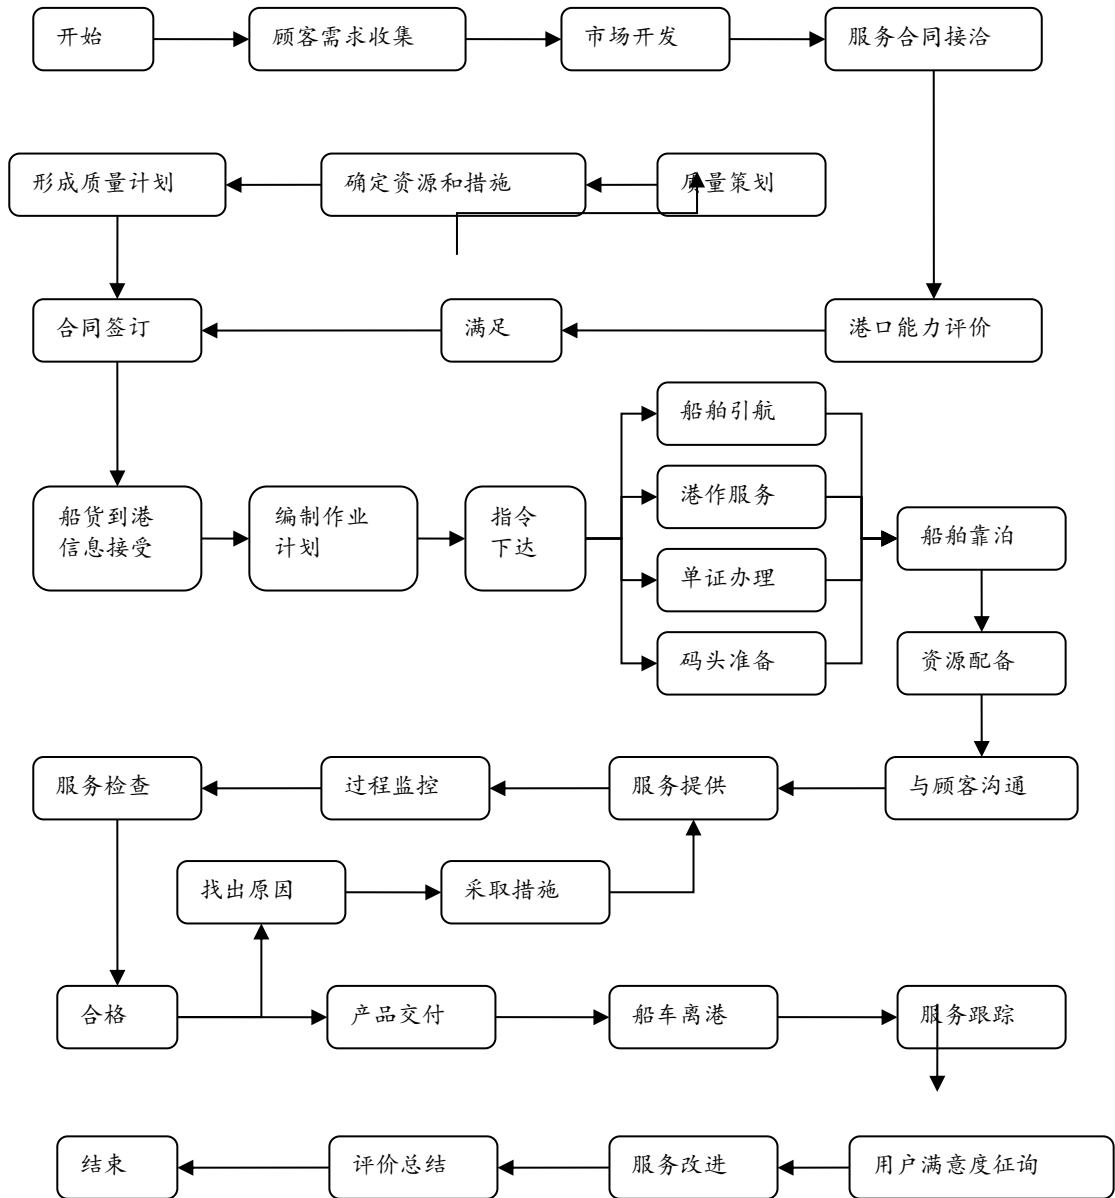 开始
顾客需求收集
市场开发
服务合同接洽
形成质量计划
确定资源和措施
质量策划
合同签订
满足
港口能力评价
船舶引航
港作服务
船货到港
信息接受
编制作业
计划
指令
下达
船舶靠泊
单证办理
码头准备
资源配备
服务检查
过程监控
服务提供
与顾客沟通
找出原因
采取措施
合格
产品交付
船车离港
服务跟踪
结束
评价总结
服务改进
用户满意度征询